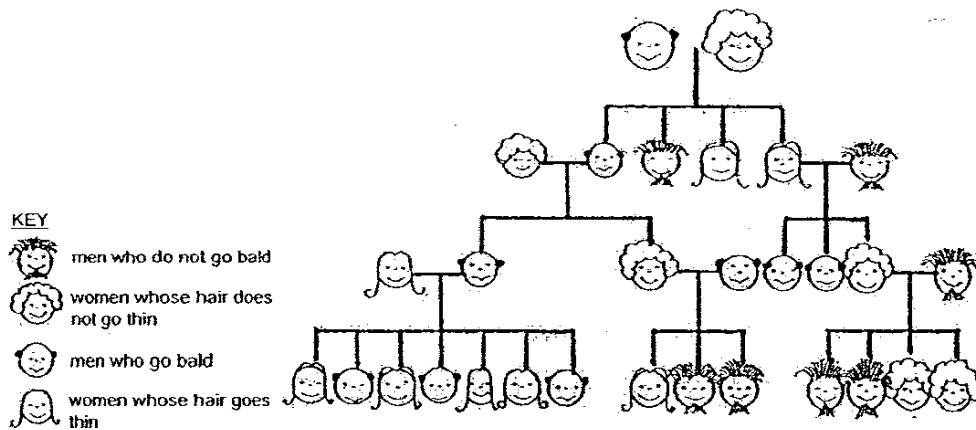 KEY
men who do not go bald
women whose hair does
not go thin
men who go bald
women whose hair goes
thin